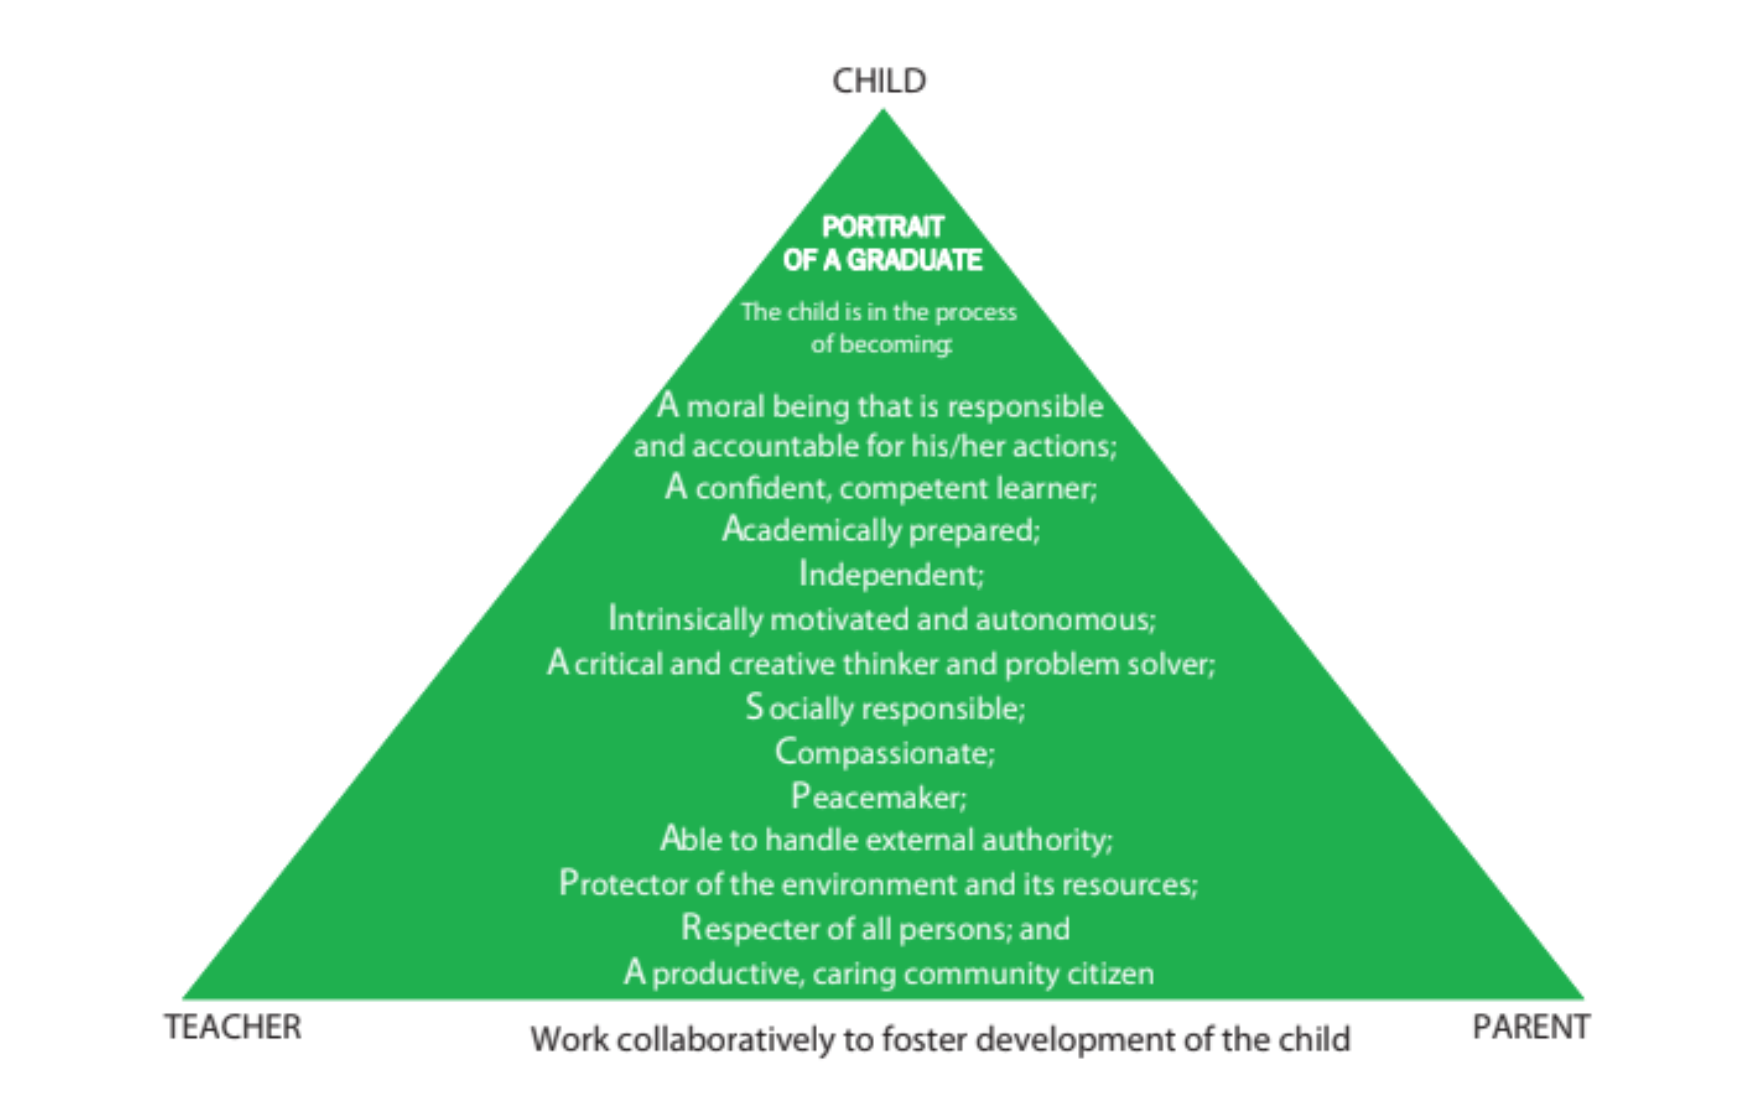 CHILD
PORTRAIT
OF A GRADUATE
The child is in the process
of becoming:
A moral being that is responsible
and accountable for his/her actions;
A confident, competent learner;
Academically prepared;
Independent;
Intrinsically motivated and autonomous;
A critical and creative thinker and problem solver;
Socially responsible;
Compassionate;
Peacemaker;
Able to handle external authority;
Protector of the environment and its resources;
Respecter of all persons; and
A productive, caring community citizen
TEACHER
Work collaboratively to foster development of the child
PARENT